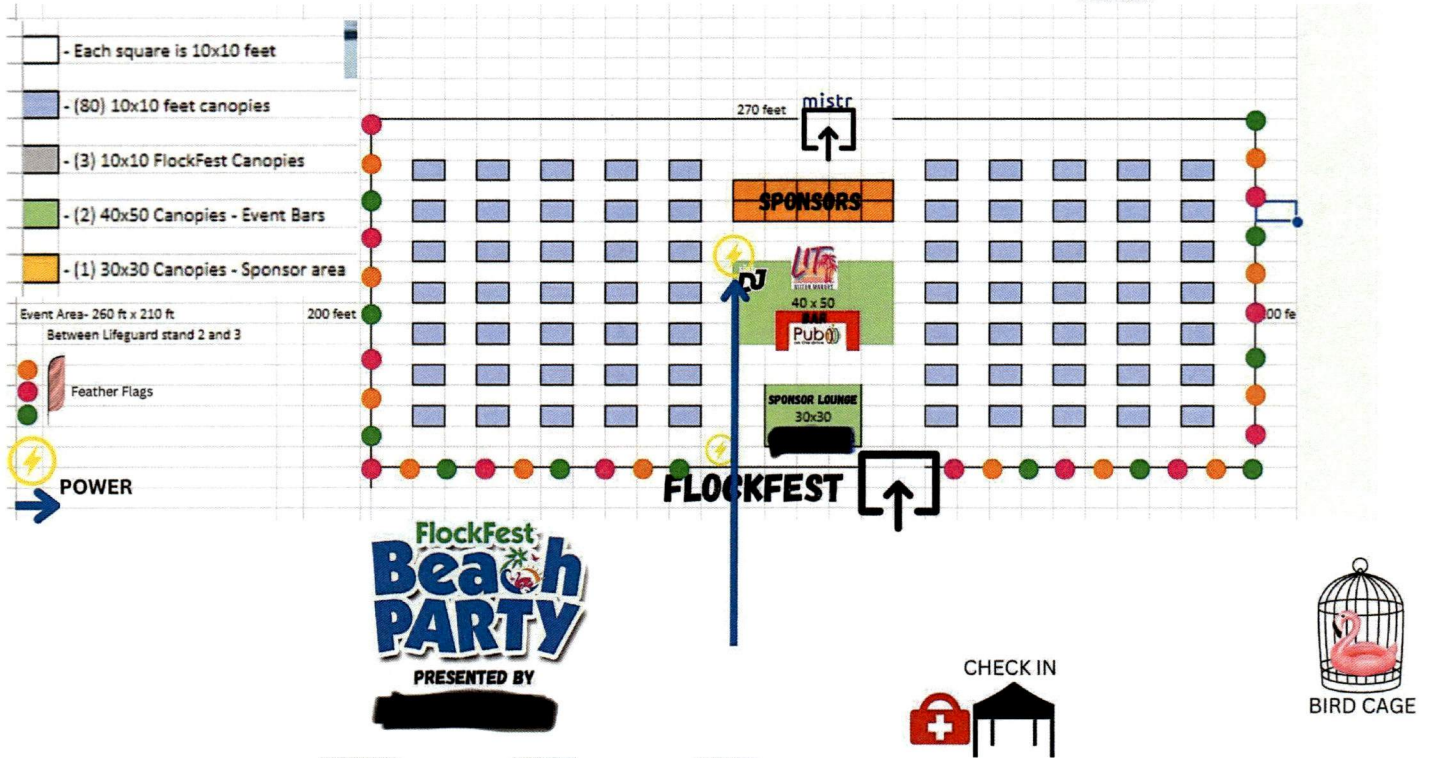 - Each square is 10x10 feet
- (80) 10x10 feet canopies
- (3) 10x10 FlockFest Canopies
- (2) 40x50 Canopies - Event Bars
- (1) 30x30 Canopies - Sponsor area
Event Area- 260 ft x 210 ft
Between Lifeguard stand 2 and 3
Feather Flags
POWER
270 feet
mistr
200 feet
SPONSORS
DJ
LIT
40 x 50
BAR
Pub
00 fe
SPONSOR LOUNGE
30x30
FLOCKFEST
FlockFest
Beach
PARTY
PRESENTED BY
CHECK IN
BIRD CAGE